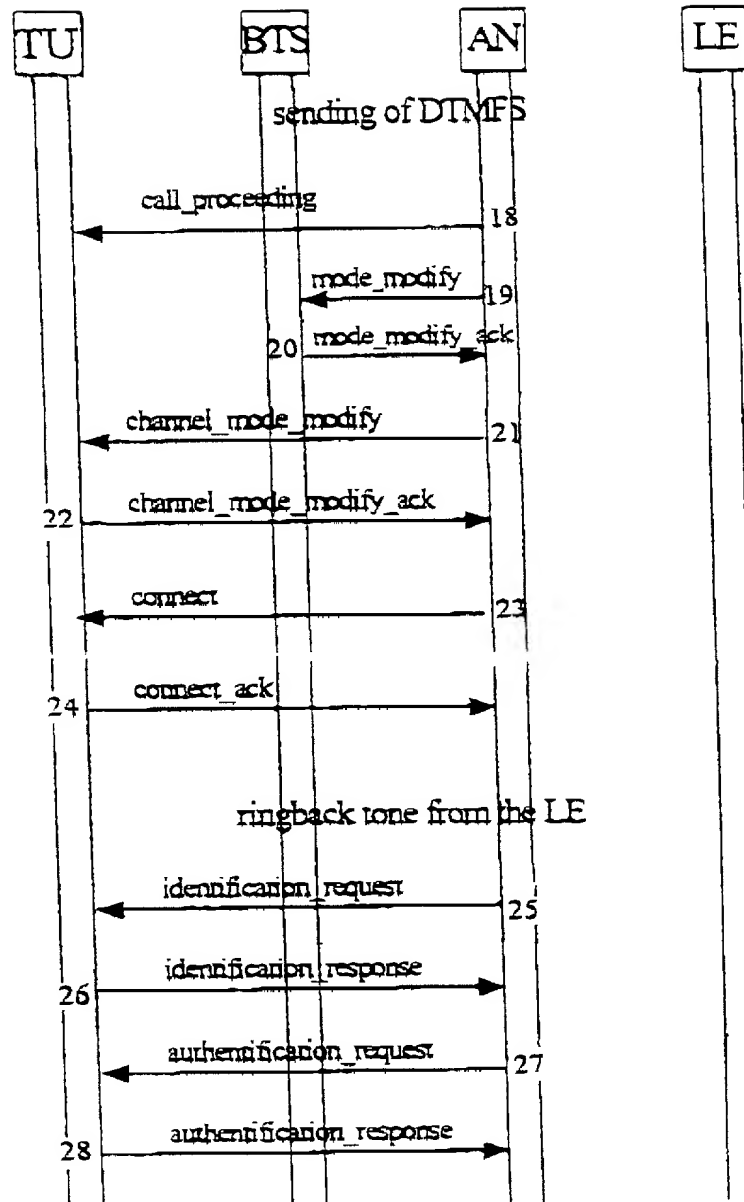 TU BTS AN LE
sending of DTMFS
call_proceeding
18
mode_modify
19
20 mode_modify_ack
channel_mode_modify
21
22 channel_mode_modify_ack
connect
23
24 connect_ack
ringback tone from the LE
identification_request
25
26 identification_response
authentification_request
27
28 authentification_response